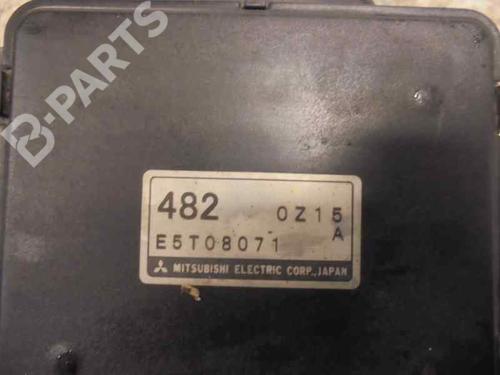 B-PARTS
482 0Z15
E5T08071 A
MITSUBISHI ELECTRIC CORP., JAPAN